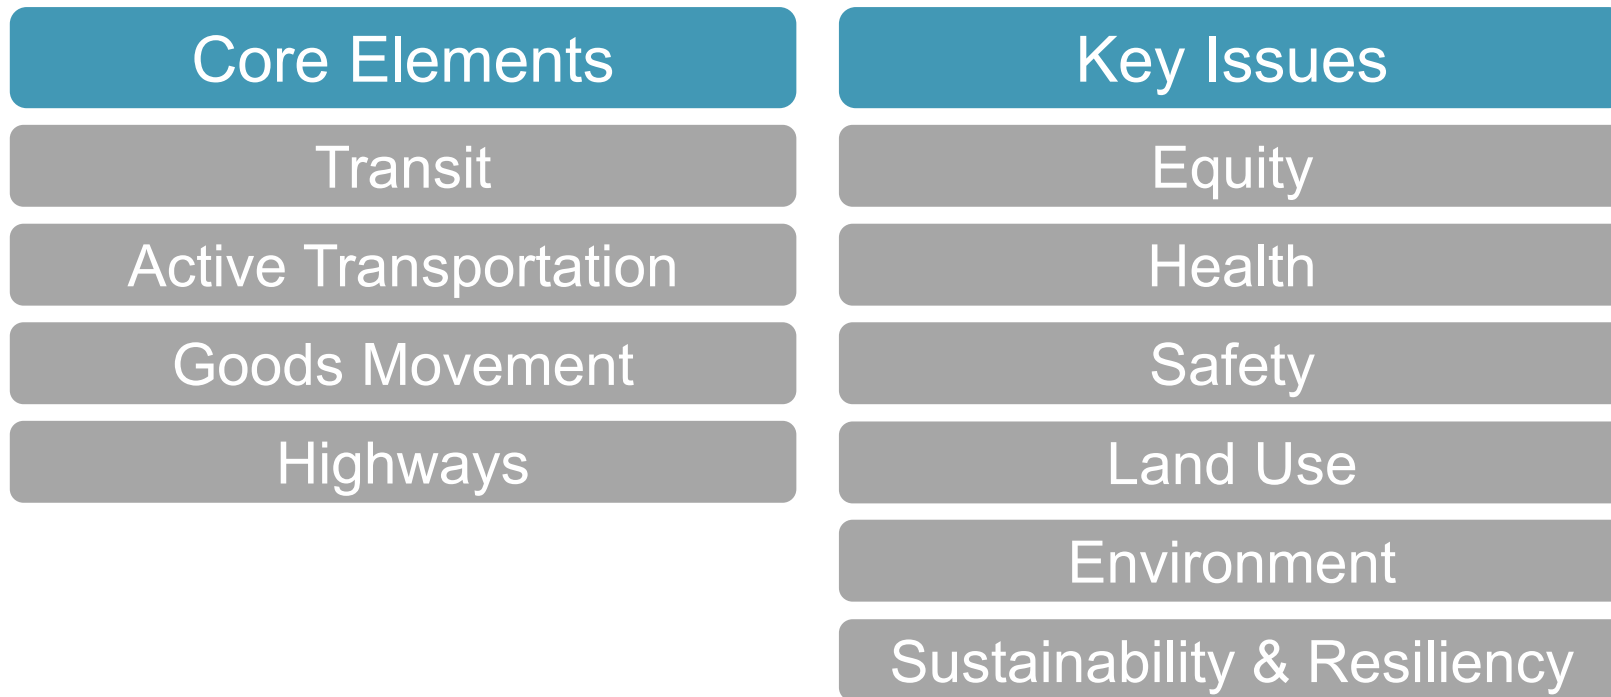 Core Elements
Transit
Active Transportation
Goods Movement
Highways
Key Issues
Equity
Health
Safety
Land Use
Environment
Sustainability & Resiliency